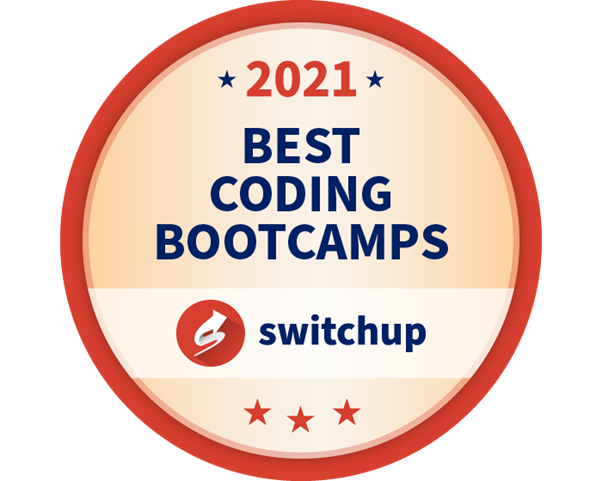 2021
BEST
CODING
BOOTCAMPS
switchup